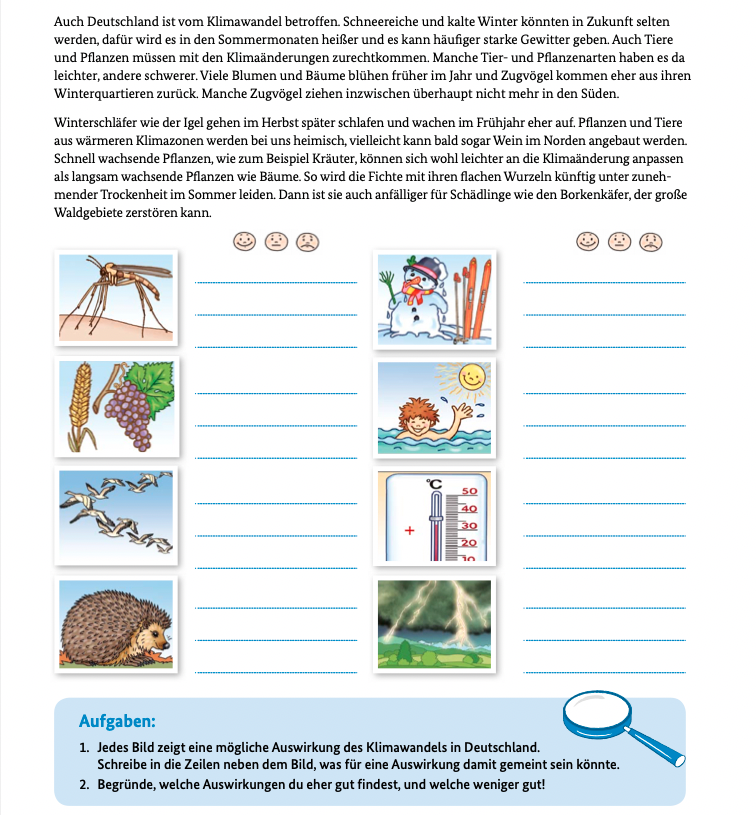 Auch Deutschland ist vom Klimawandel betroffen. Schneereiche und kalte Winter könnten in Zukunft selten
werden, dafür wird es in den Sommermonaten heißer und es kann häufiger starke Gewitter geben. Auch Tiere
und Pflanzen müssen mit den Klimaänderungen zurechtkommen. Manche Tier- und Pflanzenarten haben es da
leichter, andere schwerer. Viele Blumen und Bäume blühen früher im Jahr und Zugvögel kommen eher aus ihren
Winterquartieren zurück. Manche Zugvögel ziehen inzwischen überhaupt nicht mehr in den Süden.
Winterschläfer wie der Igel gehen im Herbst später schlafen und wachen im Frühjahr eher auf. Pflanzen und Tiere
aus wärmeren Klimazonen werden bei uns heimisch, vielleicht kann bald sogar Wein im Norden angebaut werden.
Schnell wachsende Pflanzen, wie zum Beispiel Kräuter, können sich wohl leichter an die Klimaänderung anpassen
als langsam wachsende Pflanzen wie Bäume. So wird die Fichte mit ihren flachen Wurzeln künftig unter zuneh-
mender Trockenheit im Sommer leiden. Dann ist sie auch anfälliger für Schädlinge wie den Borkenkäfer, der große
Waldgebiete zerstören kann.
°C
50
40
30
+
20
10
Aufgaben:
1. Jedes Bild zeigt eine mögliche Auswirkung des Klimawandels in Deutschland.
Schreibe in die Zeilen neben dem Bild, was für eine Auswirkung damit gemeint sein könnte.
2. Begründe, welche Auswirkungen du eher gut findest, und welche weniger gut!